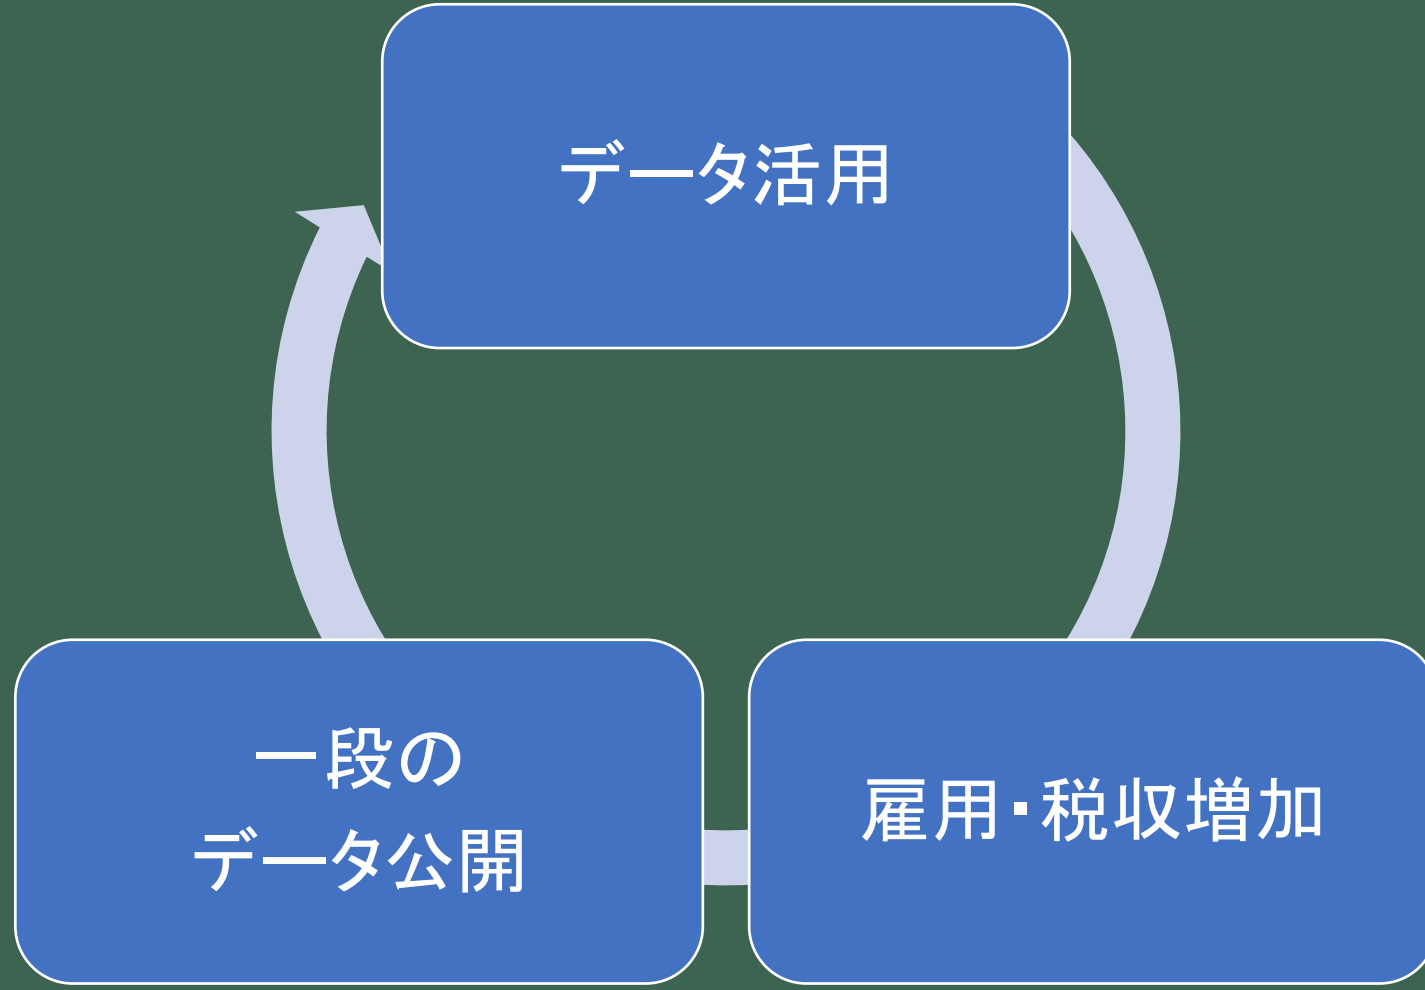 データ活用
一段の
データ公開
雇用・税収増加